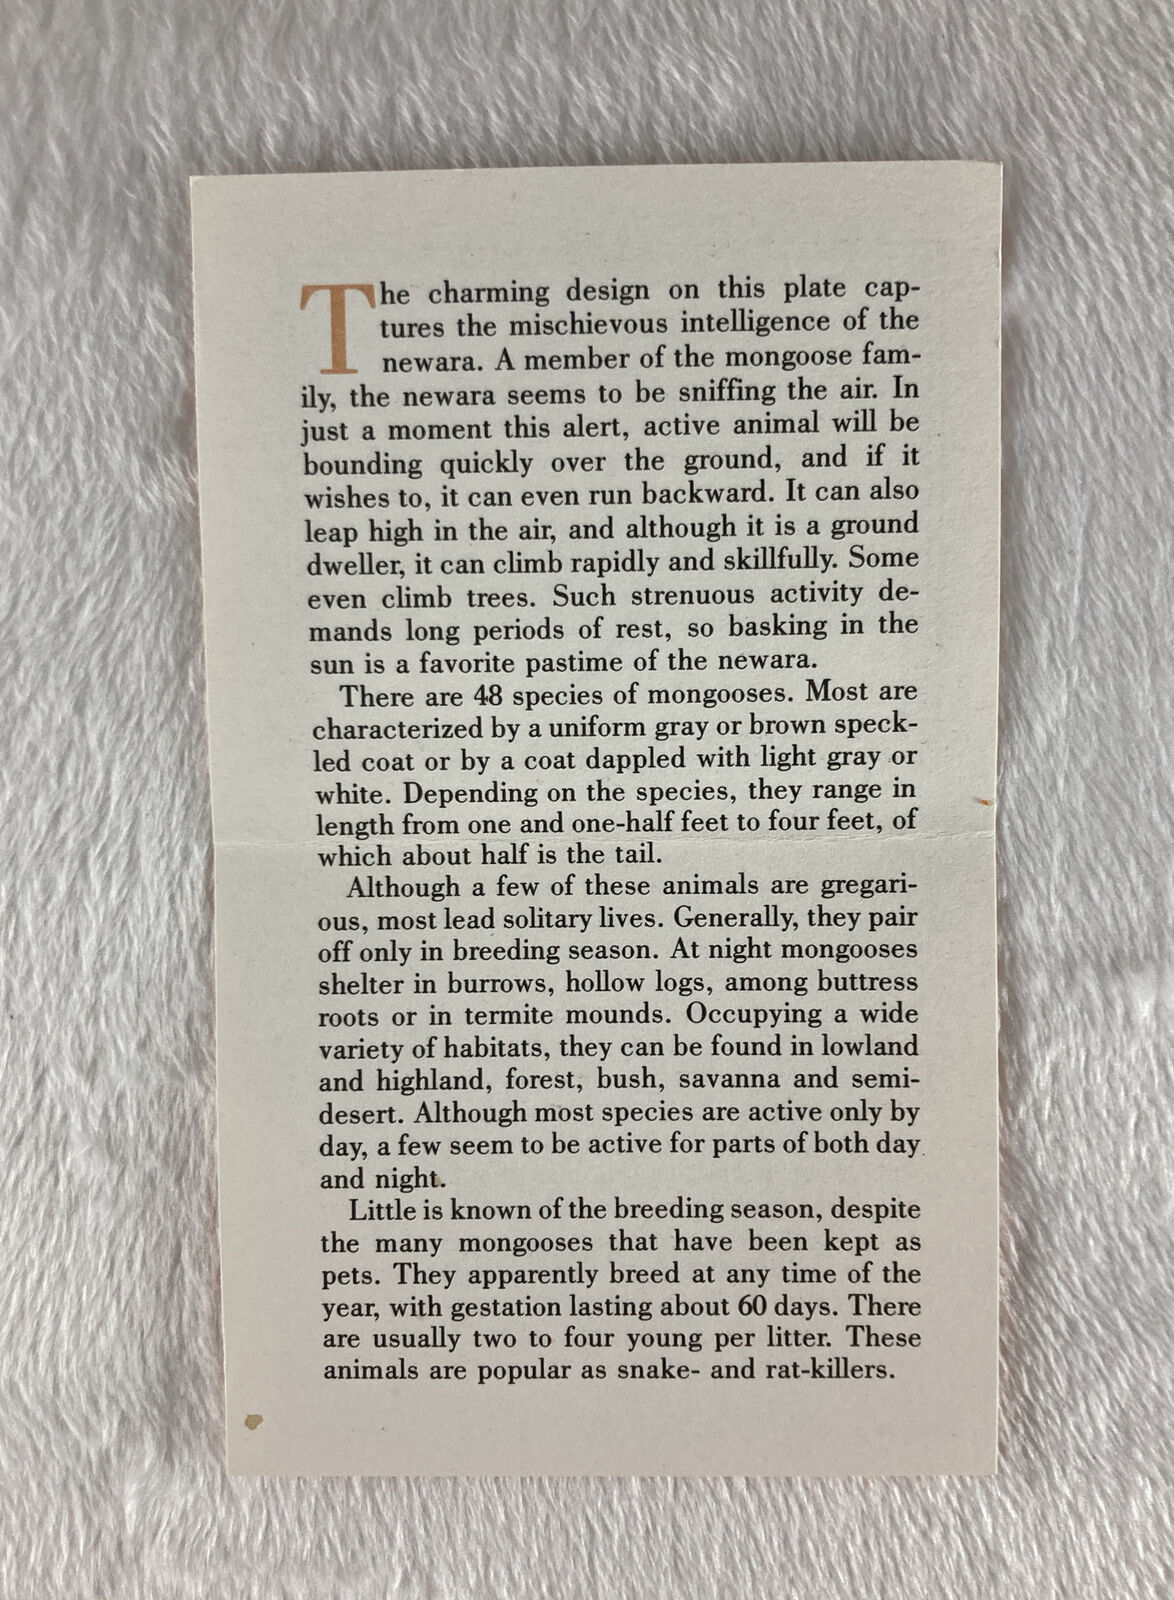 The charming design on this plate cap-
tures the mischievous intelligence of the
newara. A member of the mongoose fam-
ily, the newara seems to be sniffing the air. In
just a moment this alert, active animal will be
bounding quickly over the ground, and if it
wishes to, it can even run backward. It can also
leap high in the air, and although it is a ground
dweller, it can climb rapidly and skillfully. Some
even climb trees. Such strenuous activity de-
mands long periods of rest, so basking in the
sun is a favorite pastime of the newara.
There are 48 species of mongooses. Most are
characterized by a uniform gray or brown speck-
led coat or by a coat dappled with light gray or
white. Depending on the species, they range in
length from one and one-half feet to four feet, of
which about half is the tail.
Although a few of these animals are gregari-
ous, most lead solitary lives. Generally, they pair
off only in breeding season. At night mongooses
shelter in burrows, hollow logs, among buttress
roots or in termite mounds. Occupying a wide
variety of habitats, they can be found in lowland
and highland, forest, bush, savanna and semi-
desert. Although most species are active only by
day, a few seem to be active for parts of both day
and night.
Little is known of the breeding season, despite
the many mongooses that have been kept as
pets. They apparently breed at any time of the
year, with gestation lasting about 60 days. There
are usually two to four young per litter. These
animals are popular as snake- and rat-killers.